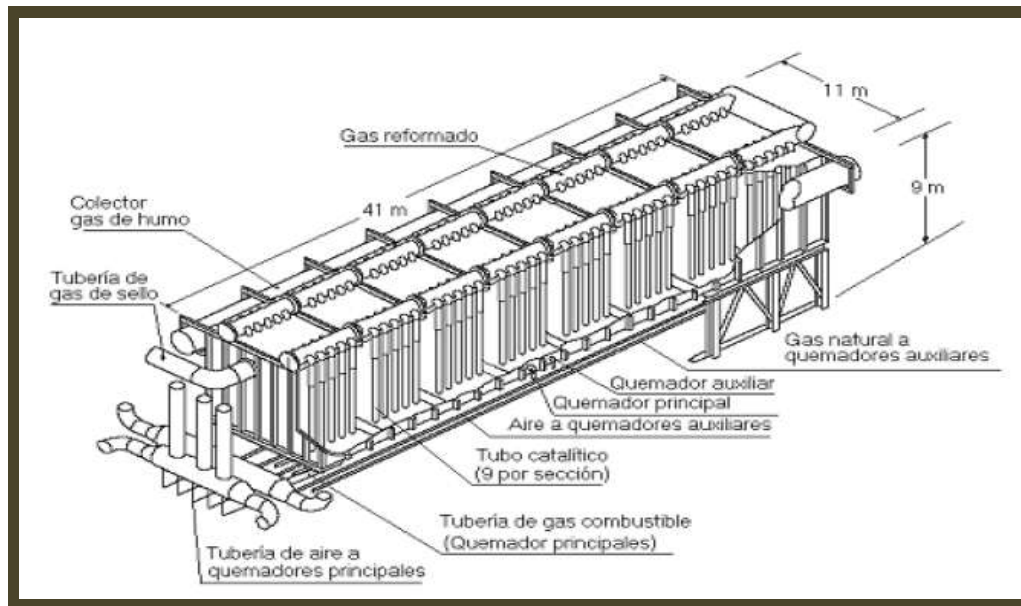 11 m
Gas reformado
9 m
Colector
gas de humo
41 m
Tubería de
gas de sello
Gas natural a
quemadores auxiliares
Quemador auxiliar
Quemador principal
Aire a quemadores auxiliares
Tubo catalítico
(9 por sección)
Tubería de gas combustible
(Quemador principales)
Tubería de aire a
quemadores principales